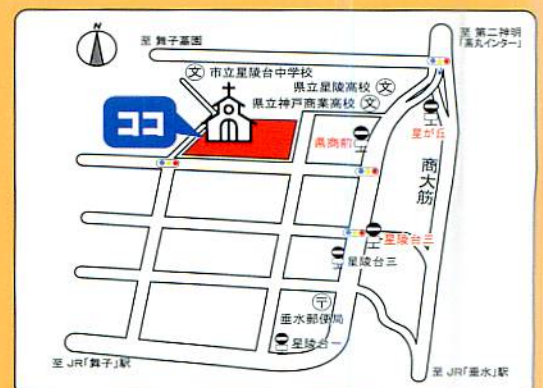 至 舞子墓園
至 第二神明
「高丸インター」
文 市立星陵台中学校
県立星陵高校 文
県立神戸商業高校 文
ココ
県商前
星が丘
商大筋
星陵台三
星陵台三
〒
垂水郵便局
星陵台一
至 JR「舞子」駅
至 JR「垂水」駅